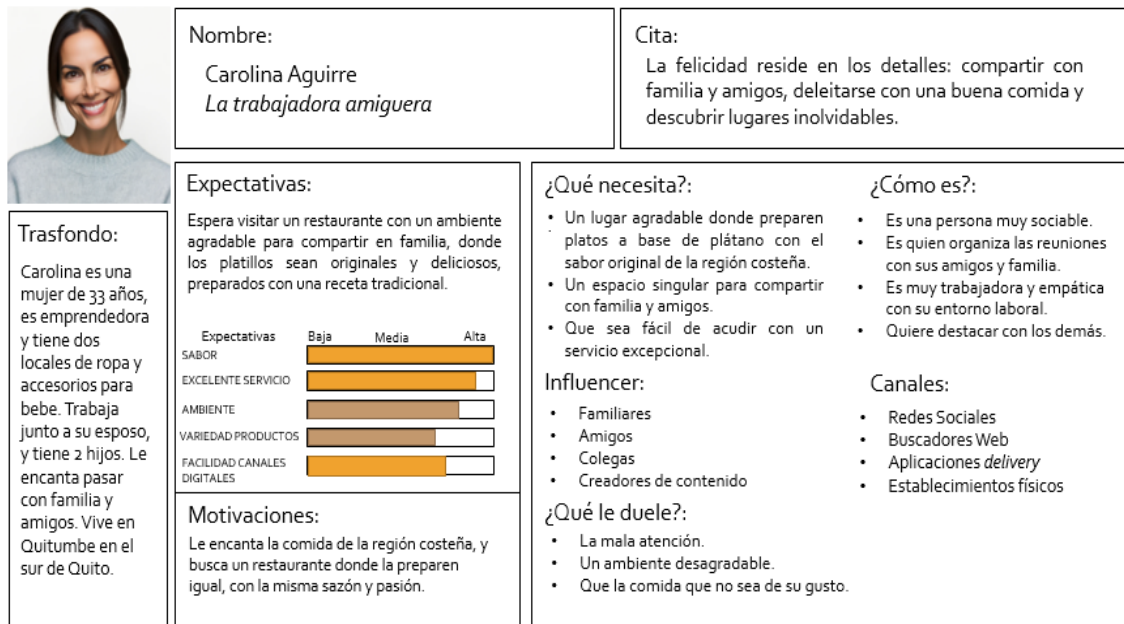 Nombre:
Carolina Aguirre
La trabajadora amiguera
Cita:
La felicidad reside en los detalles: compartir con
familia y amigos, deleitarse con una buena comida y
descubrir lugares inolvidables.
Trasfondo:
Carolina es una
mujer de 33 años,
es emprendedora
y tiene dos
locales de ropa y
accesorios para
bebe. Trabaja
junto a su esposo,
y tiene 2 hijos. Le
encanta pasar
con familia y
amigos. Vive en
Quitumbe en el
sur de Quito.
Expectativas:
Espera visitar un restaurante con un ambiente
agradable para compartir en familia, donde
los platillos sean originales y deliciosos,
preparados con una receta tradicional.
Expectativas Baja Media Alta
SABOR
EXCELENTE SERVICIO
AMBIENTE
VARIEDAD PRODUCTOS
FACILIDAD CANALES
DIGITALES
Motivaciones:
Le encanta la comida de la región costeña, y
busca un restaurante donde la preparen
igual, con la misma sazón y pasión.
¿Qué necesita?:
• Un lugar agradable donde preparen
platos a base de plátano con el
sabor original de la región costeña.
• Un espacio singular para compartir
con familia y amigos.
• Que sea fácil de acudir con un
servicio excepcional.
¿Cómo es?:
• Es una persona muy sociable.
• Es quien organiza las reuniones
con sus amigos y familia.
• Es muy trabajadora y empática
con su entorno laboral.
• Quiere destacar con los demás.
Influencer:
• Familiares
• Amigos
• Colegas
• Creadores de contenido
Canales:
• Redes Sociales
• Buscadores Web
• Aplicaciones delivery
• Establecimientos físicos
¿Qué le duele?:
• La mala atención.
• Un ambiente desagradable.
• Que la comida que no sea de su gusto.